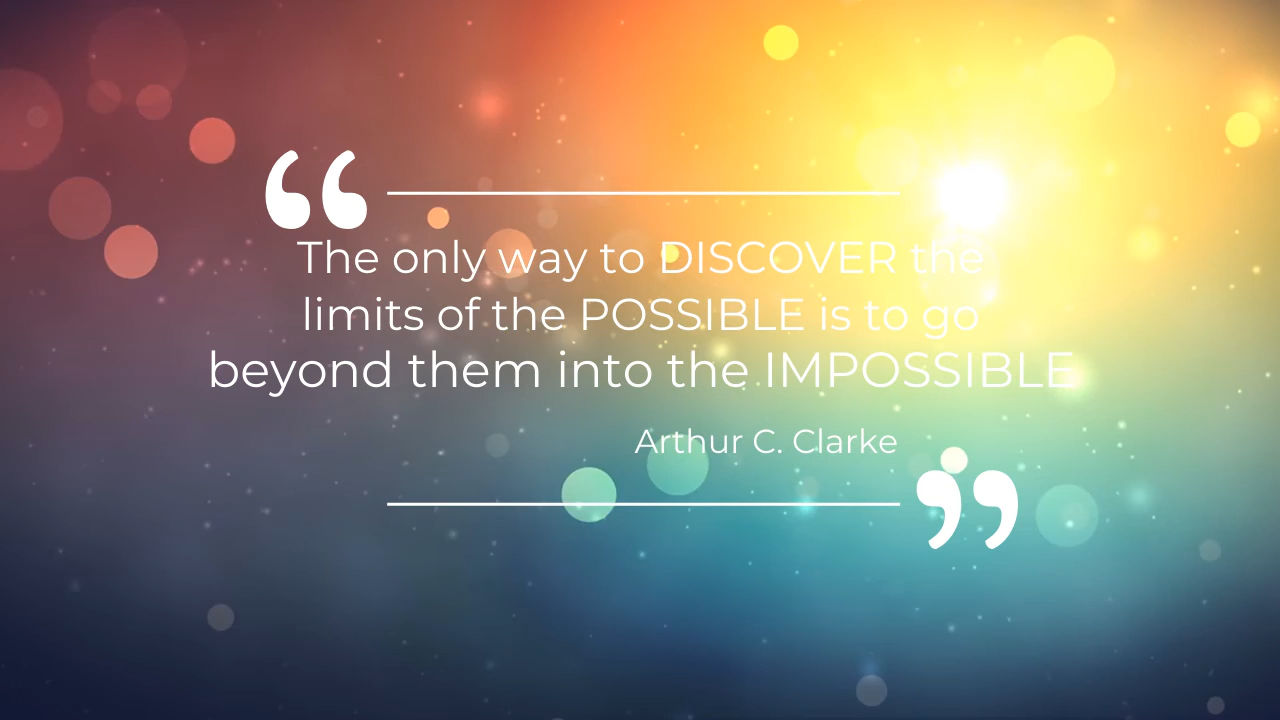 “
The only way to DISCOVER the
limits of the POSSIBLE is to go
beyond them into the IMPOSSIBLE
Arthur C. Clarke
”